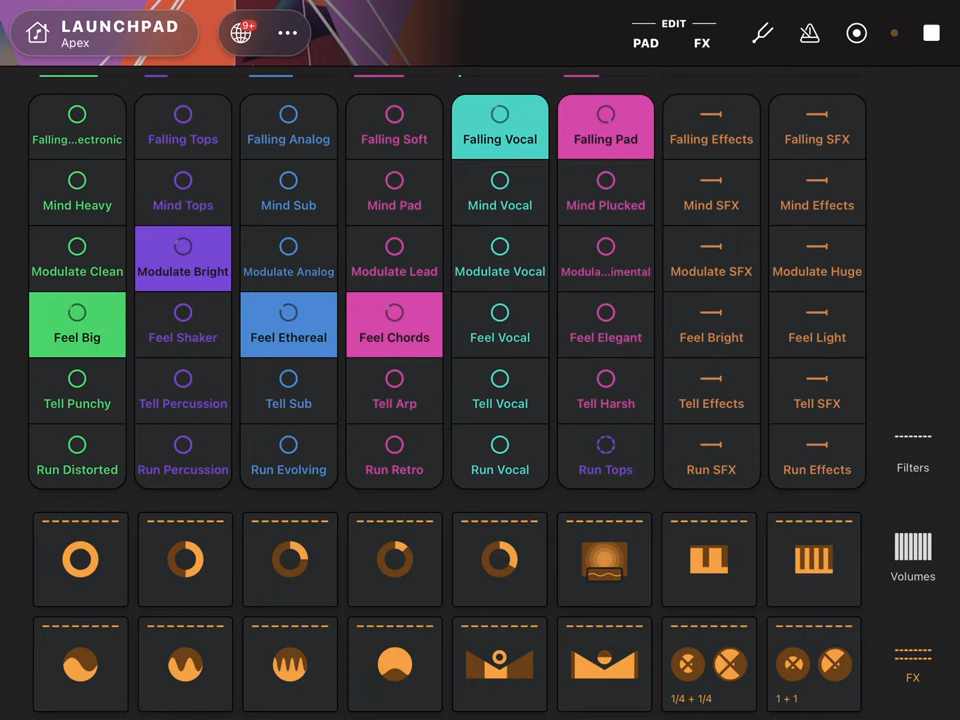 LAUNCHPAD
Apex
9+
EDIT
PAD FX
Falling...ectronic Falling Tops Falling Analog Falling Soft Falling Vocal Falling Pad Falling Effects Falling SFX
Mind Heavy Mind Tops Mind Sub Mind Pad Mind Vocal Mind Plucked Mind SFX Mind Effects
Modulate Clean Modulate Bright Modulate Analog Modulate Lead Modulate Vocal Modula...imental Modulate SFX Modulate Huge
Feel Big Feel Shaker Feel Ethereal Feel Chords Feel Vocal Feel Elegant Feel Bright Feel Light
Tell Punchy Tell Percussion Tell Sub Tell Arp Tell Vocal Tell Harsh Tell Effects Tell SFX
Run Distorted Run Percussion Run Evolving Run Retro Run Vocal Run Tops Run SFX Run Effects
Filters
Volumes
FX
1/4 + 1/4 1 + 1